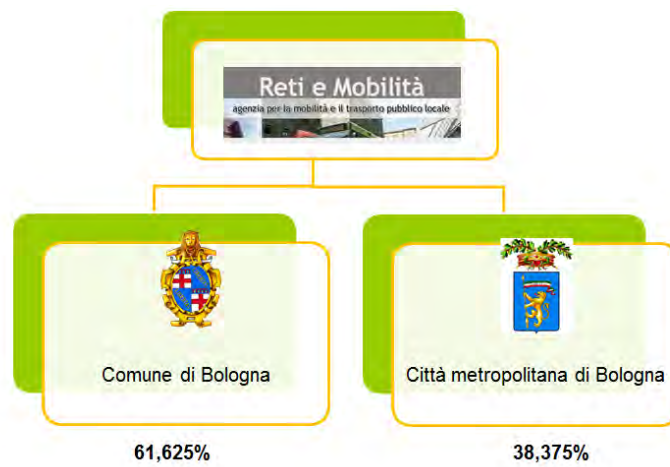 Reti e Mobilità
agenzia per la mobilità e il trasporto pubblico locale
Comune di Bologna
Città metropolitana di Bologna
61,625%
38,375%